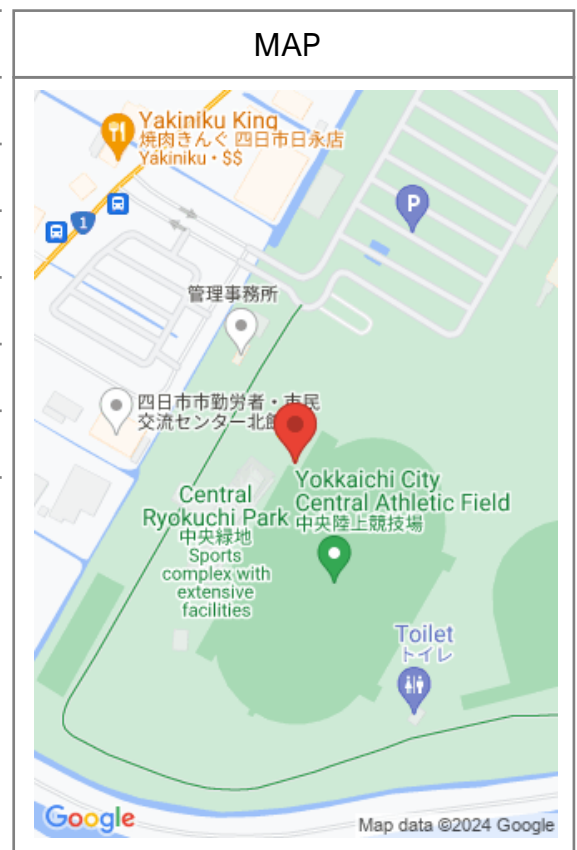 MAP
Yakiniku King
焼肉きんぐ 四日市日永店
Yakiniku・$$
1
P
管理事務所
四日市市勤労者・市民
交流センター北館
Yokkaichi City
Central Athletic Field
中央陸上競技場
Central
Ryokuchi Park
中央緑地
Sports
complex with
extensive
facilities
Toilet
トイレ
Google
Map data ©2024 Google